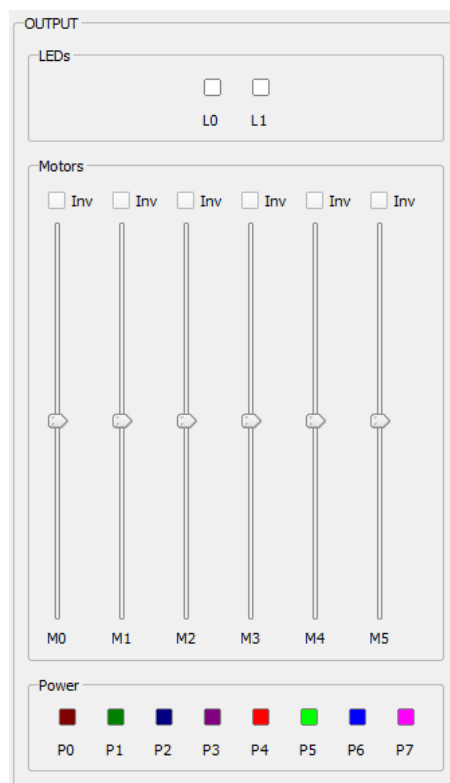 OUTPUT
LEDs
L0 L1
Motors
Inv Inv Inv Inv Inv Inv
M0 M1 M2 M3 M4 M5
Power
P0 P1 P2 P3 P4 P5 P6 P7